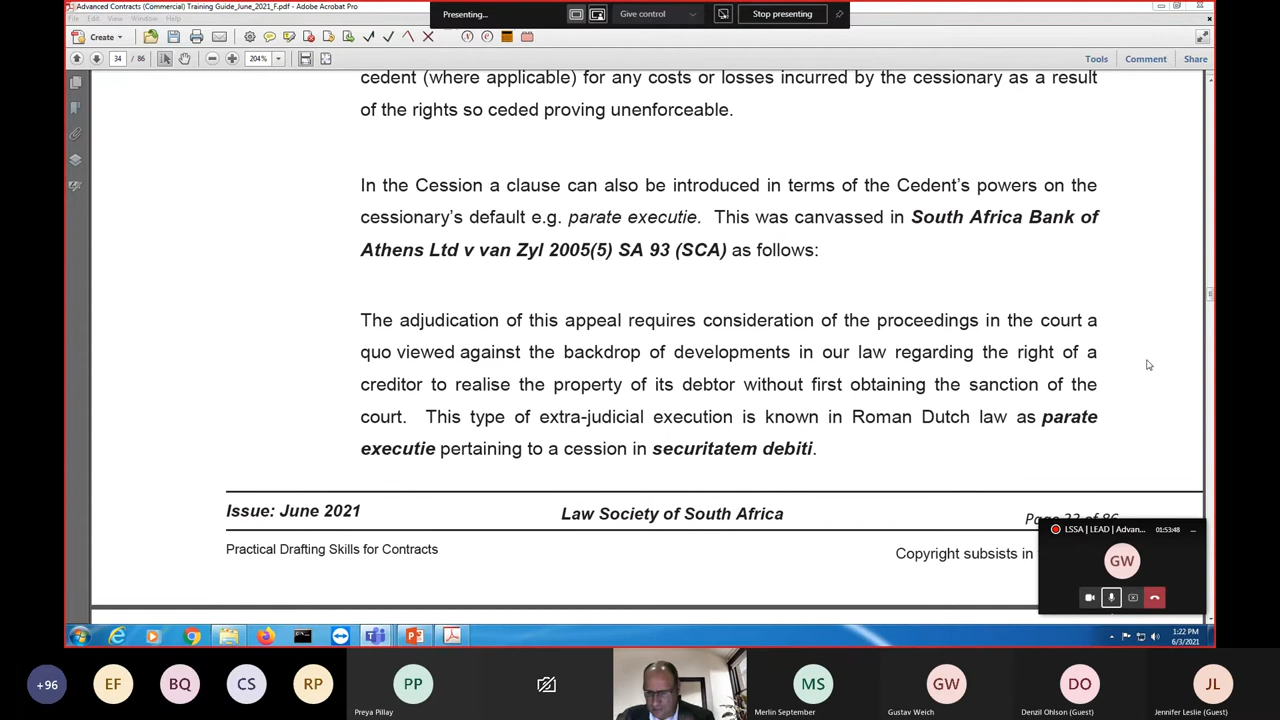 Advanced Contracts (Commercial) Training Guide_June_2021_F.pdf - Adobe Acrobat Pro
File Edit View Window Help
Presenting...
Give control
Stop presenting
Create
34 / 86
204%
Tools
Comment
Share
cedent (where applicable) for any costs or losses incurred by the cessionary as a result
of the rights so ceded proving unenforceable.
In the Cession a clause can also be introduced in terms of the Cedent's powers on the
cessionary's default e.g. parate executie. This was canvassed in South Africa Bank of
Athens Ltd v van Zyl 2005(5) SA 93 (SCA) as follows:
The adjudication of this appeal requires consideration of the proceedings in the court a
quo viewed against the backdrop of developments in our law regarding the right of a
creditor to realise the property of its debtor without first obtaining the sanction of the
court. This type of extra-judicial execution is known in Roman Dutch law as parate
executie pertaining to a cession in securitatem debiti.
Issue: June 2021
Law Society of South Africa
Page of 86
Practical Drafting Skills for Contracts
Copyright subsists in
LSSA | LEAD | Advan...
01:53:48
GW
1:22 PM
6/3/2021
+96
EF
BQ
CS
RP
PP
Preya Pillay
MS
Merlin September
GW
Gustav Weich
DO
Denzil Ohlson (Guest)
JL
Jennifer Leslie (Guest)